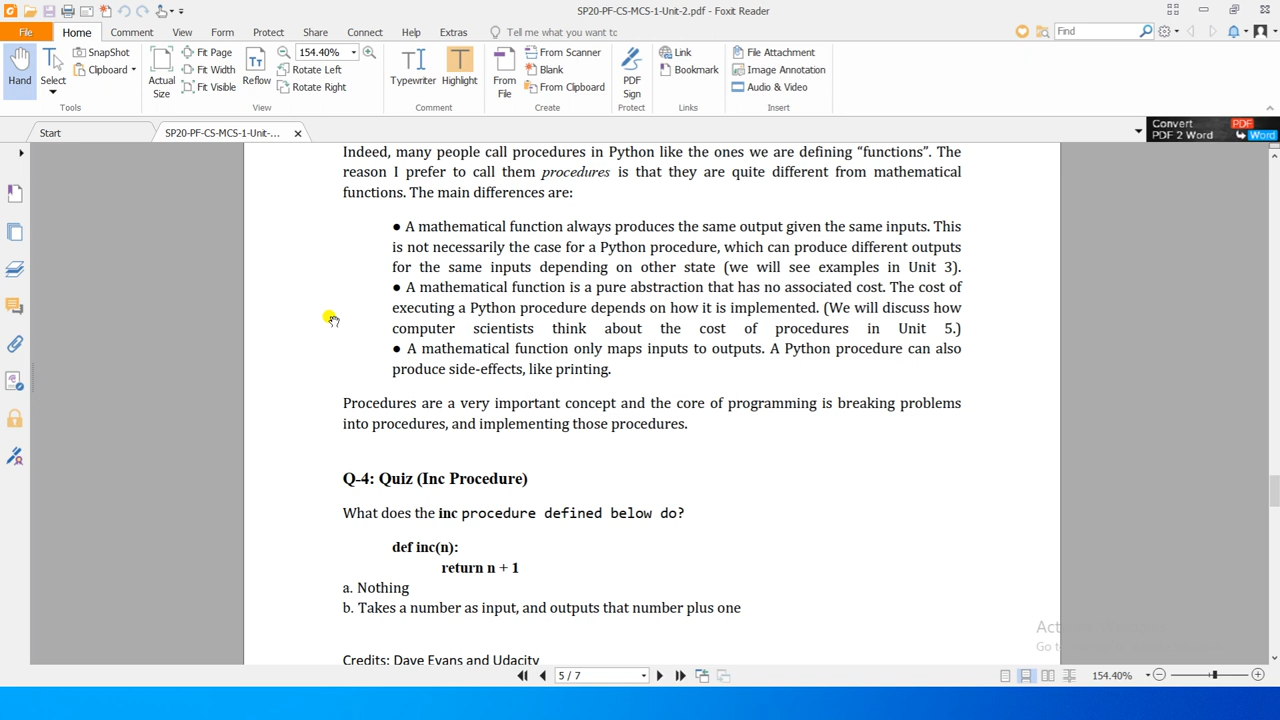 SP20-PF-CS-MCS-1-Unit-2.pdf - Foxit Reader
File Home Comment View Form Protect Share Connect Help Extras Tell me what you want to do Find
SnapShot
Clipboard
Hand Select
Tools
Actual Size
Fit Page
Fit Width
Fit Visible
Reflow
154.40%
Rotate Left
Rotate Right
View
Typewriter Highlight
Comment
From File
From Scanner
Blank
From Clipboard
Create
PDF Sign
Protect
Link
Bookmark
Links
File Attachment
Image Annotation
Audio & Video
Insert
Start SP20-PF-CS-MCS-1-Unit-...
Convert PDF
PDF 2 Word Word
Indeed, many people call procedures in Python like the ones we are defining “functions”. The
reason I prefer to call them procedures is that they are quite different from mathematical
functions. The main differences are:
● A mathematical function always produces the same output given the same inputs. This
is not necessarily the case for a Python procedure, which can produce different outputs
for the same inputs depending on other state (we will see examples in Unit 3).
● A mathematical function is a pure abstraction that has no associated cost. The cost of
executing a Python procedure depends on how it is implemented. (We will discuss how
computer scientists think about the cost of procedures in Unit 5.)
● A mathematical function only maps inputs to outputs. A Python procedure can also
produce side-effects, like printing.
Procedures are a very important concept and the core of programming is breaking problems
into procedures, and implementing those procedures.
Q-4: Quiz (Inc Procedure)
What does the inc procedure defined below do?
def inc(n):
return n + 1
a. Nothing
b. Takes a number as input, and outputs that number plus one
Credits: Dave Evans and Udacity
Go to
5 / 7
154.40%